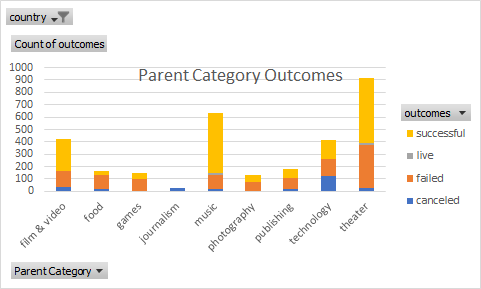 country
Count of outcomes
Parent Category Outcomes
1000
900
800
700
600
500
400
300
200
100
0
film & video
food
games
journalism
music
photography
publishing
technology
theater
outcomes
successful
live
failed
canceled
Parent Category